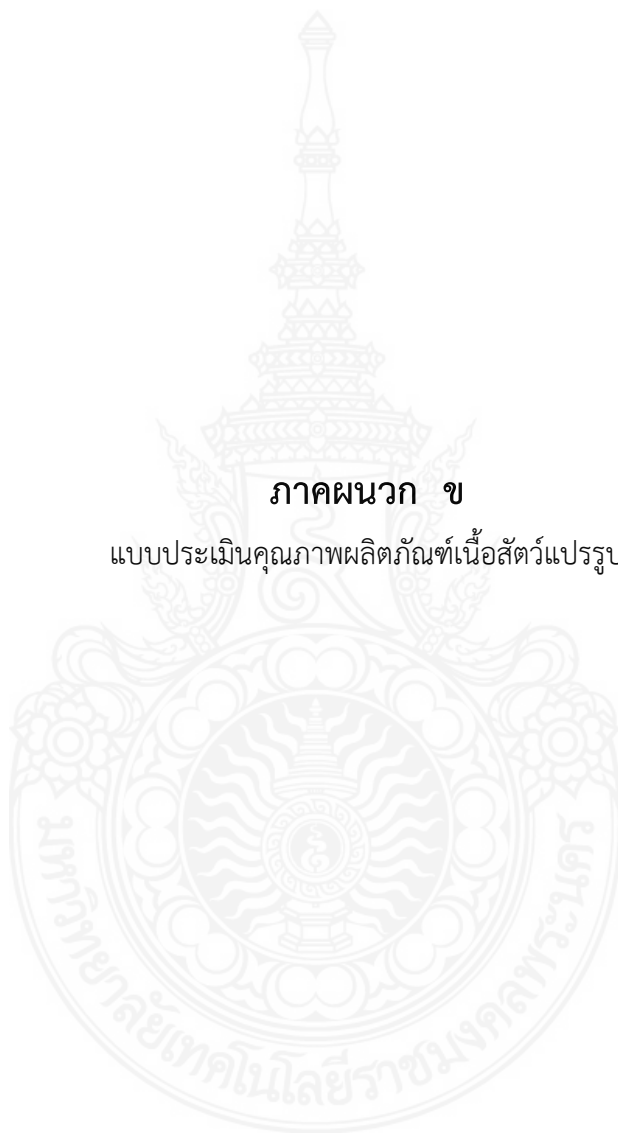 ภาคผนวก ข
แบบประเมินคุณภาพผลิตภัณฑ์เนื้อสัตว์แปรรูป
มหาวิทยาลัยเทคโนโลยีราชมงคลพระนคร